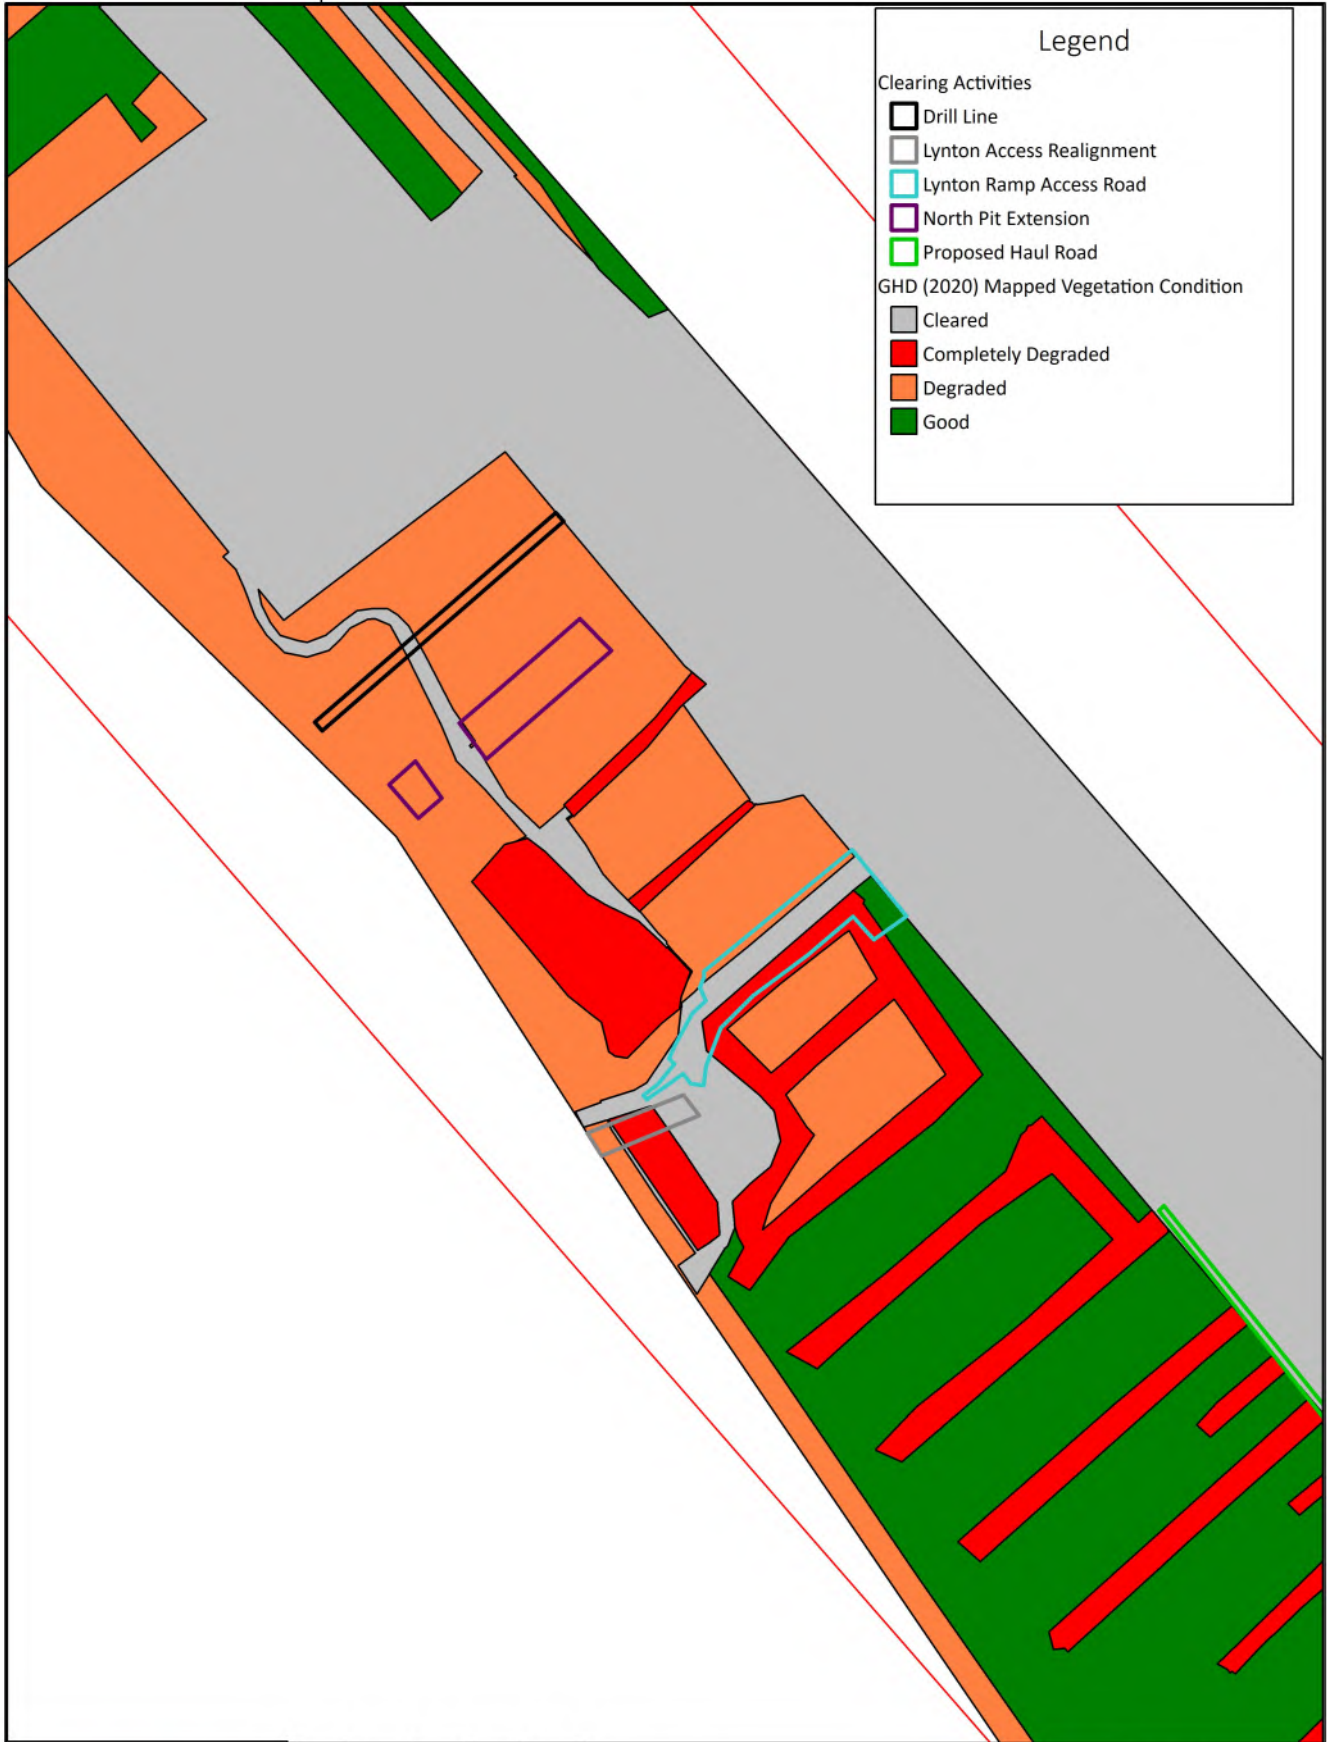 Legend
Clearing Activities
Drill Line
Lynton Access Realignment
Lynton Ramp Access Road
North Pit Extension
Proposed Haul Road
GHD (2020) Mapped Vegetation Condition
Cleared
Completely Degraded
Degraded
Good